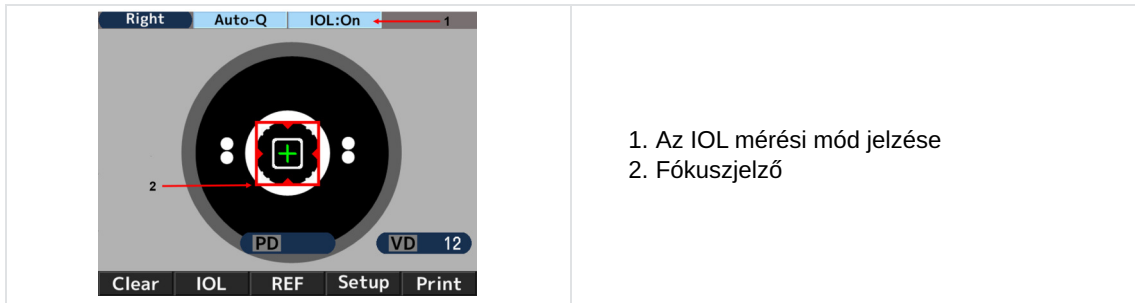 Right Auto-Q IOL:On 1
2
PD VD 12
Clear IOL REF Setup Print
1. Az IOL mérési mód jelzése
2. Fókuszjelző